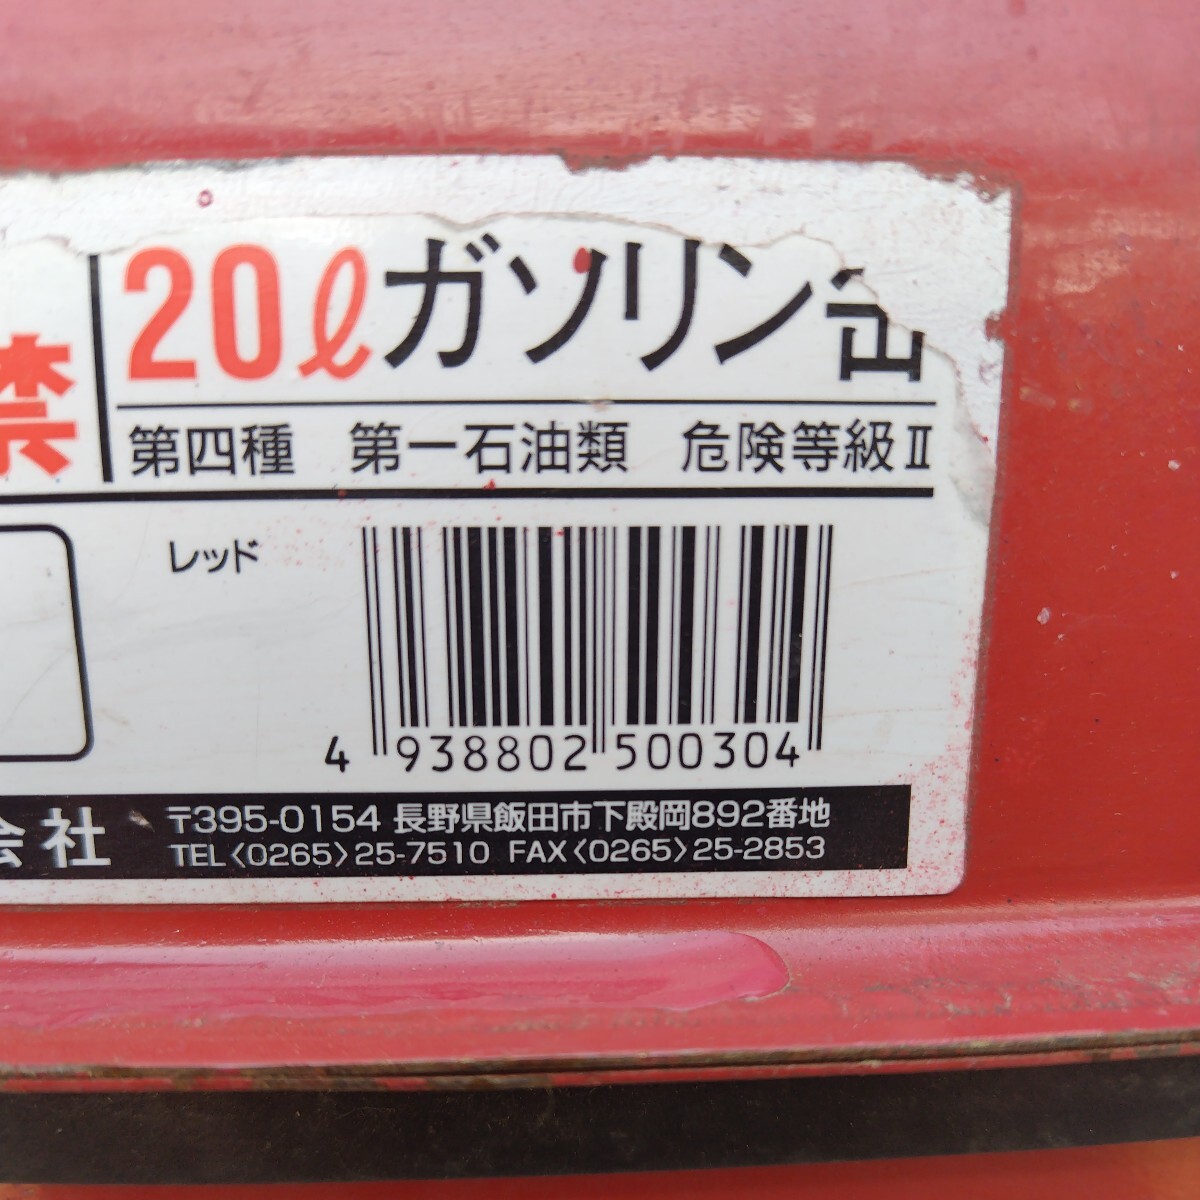 禁
20ℓガソリン缶
第四種 第一石油類 危険等級Ⅱ
レッド
4 938802 500304
会社 〒395-0154 長野県飯田市下殿岡892番地
TEL〈0265〉25-7510 FAX〈0265〉25-2853